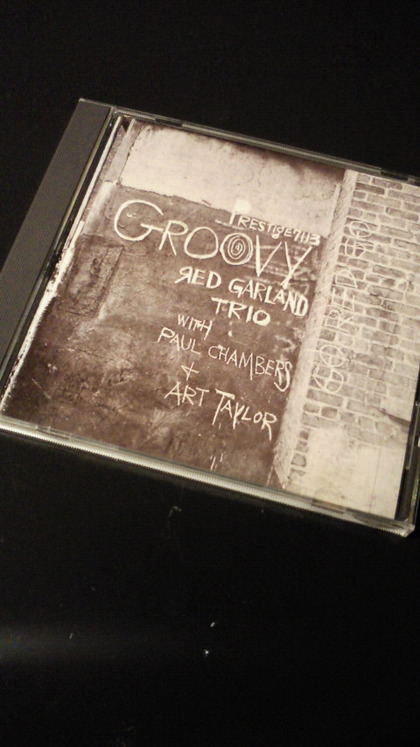 PRESTIGE 7113
GROOVY
RED GARLAND
TRIO
WITH
PAUL CHAMBERS
+
ART TAYLOR